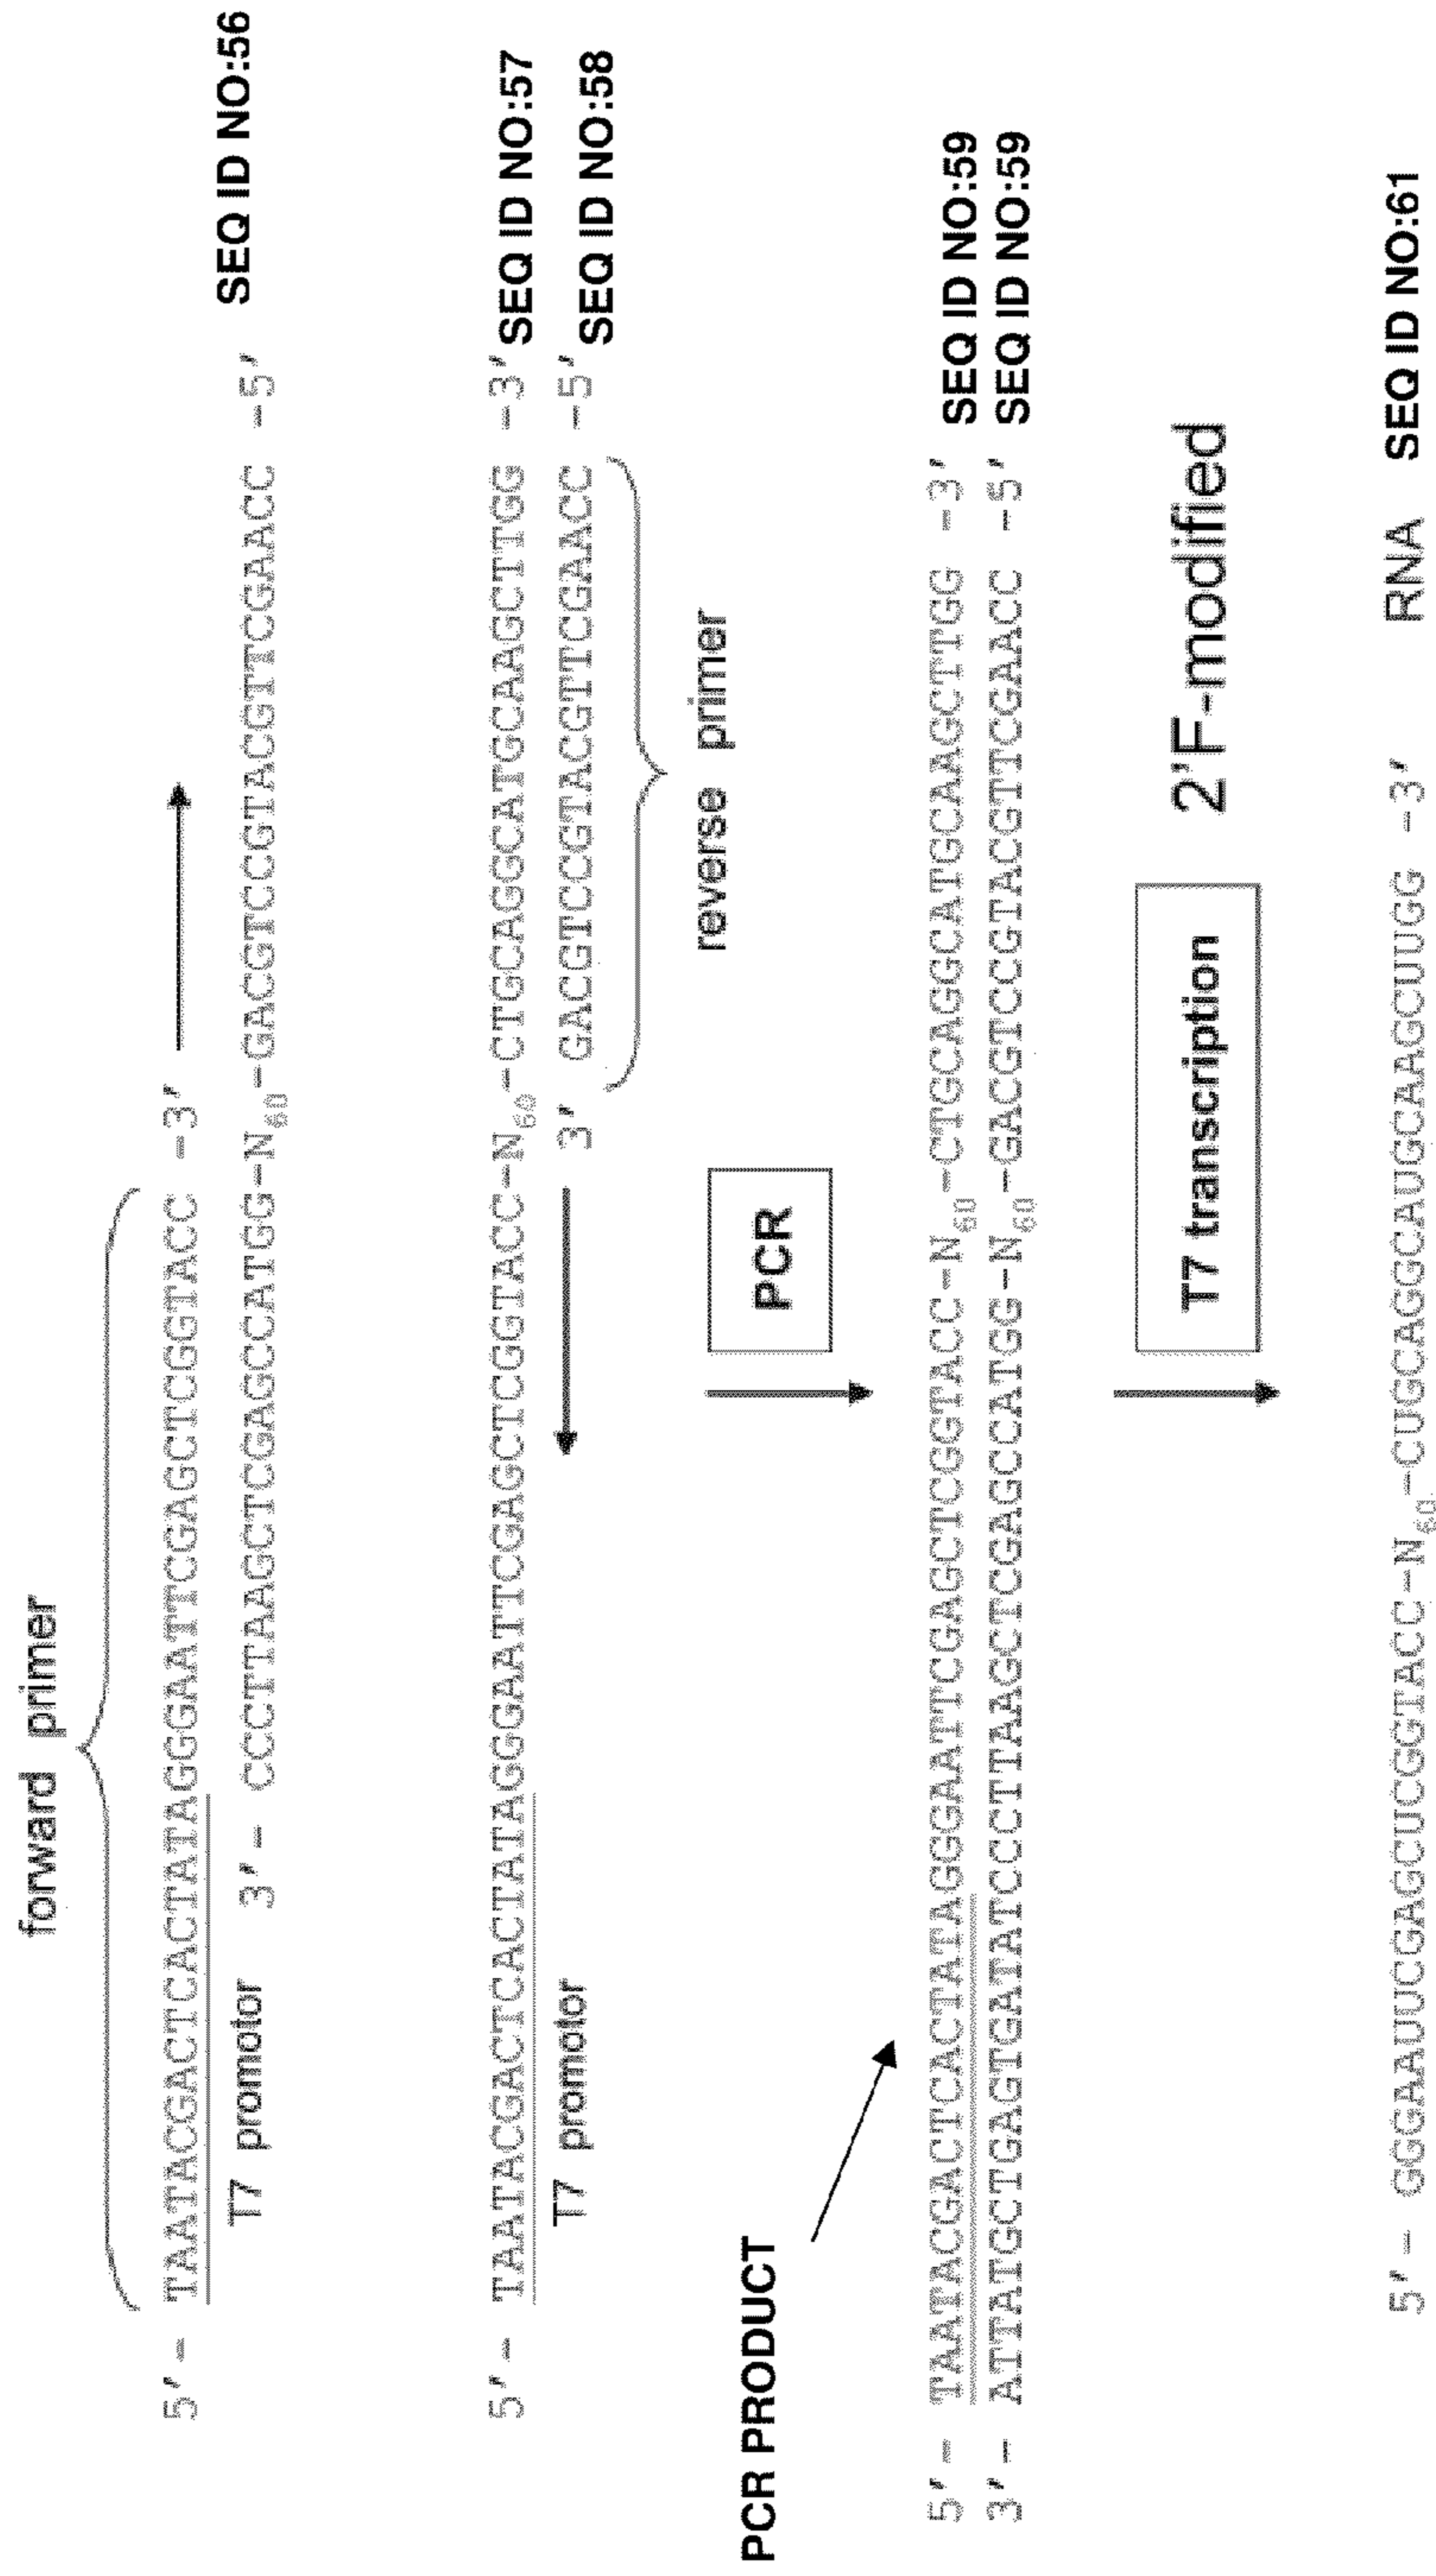 forward primer
5'- TAATACGACTCACTATAGGGAATTCGAGCTCGGTACC -3'
SEQ ID NO:56
T7 promotor 3'- CCCTTAAGCTCGAGCCATGG-N60-GACGTCCGTACGTTCGAACC -5'
5'- TAATACGACTCACTATAGGGAATTCGAGCTCGGTACC-N60-CTGCAGGCATGCAAGCTTGG -3' SEQ ID NO:57
T7 promotor 3' GACGTCCGTACGTTCGAACC -5' SEQ ID NO:58
reverse primer
PCR PRODUCT
PCR
5'- TAATACGACTCACTATAGGGAATTCGAGCTCGGTACC-N60-CTGCAGGCATGCAAGCTTGG -3' SEQ ID NO:59
3'- ATTATGCTGAGTGATATCCCTTAAGCTCGAGCCATGG-N60-GACGTCCGTACGTTCGAACC -5' SEQ ID NO:59
T7 transcription 2'F-modified
5'- GGGAAUUCGAGCUCGGTACC-N60-CUGCAGGCAUGCAAGCUUGG -3' RNA SEQ ID NO:61